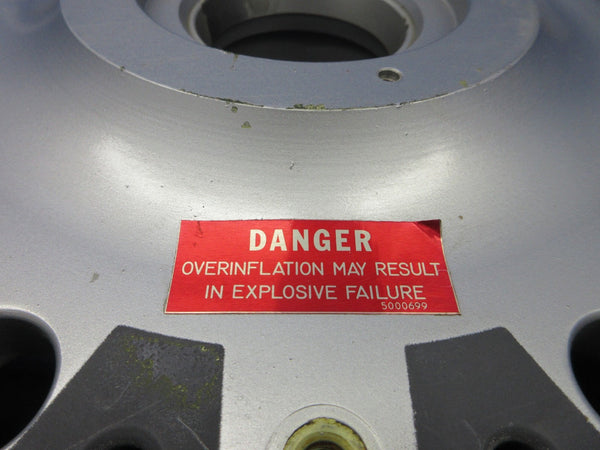 DANGER
OVERINFLATION MAY RESULT
IN EXPLOSIVE FAILURE
5000699